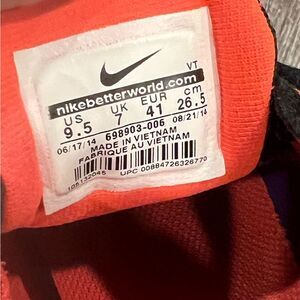 VT
nikebetterworld.com
US UK EUR cm
9.5 7 41 26.5
06/17/14 698903-006 08/21/14
MADE IN VIETNAM
FABRIQUE AU VIETNAM
UPC 00884726326770